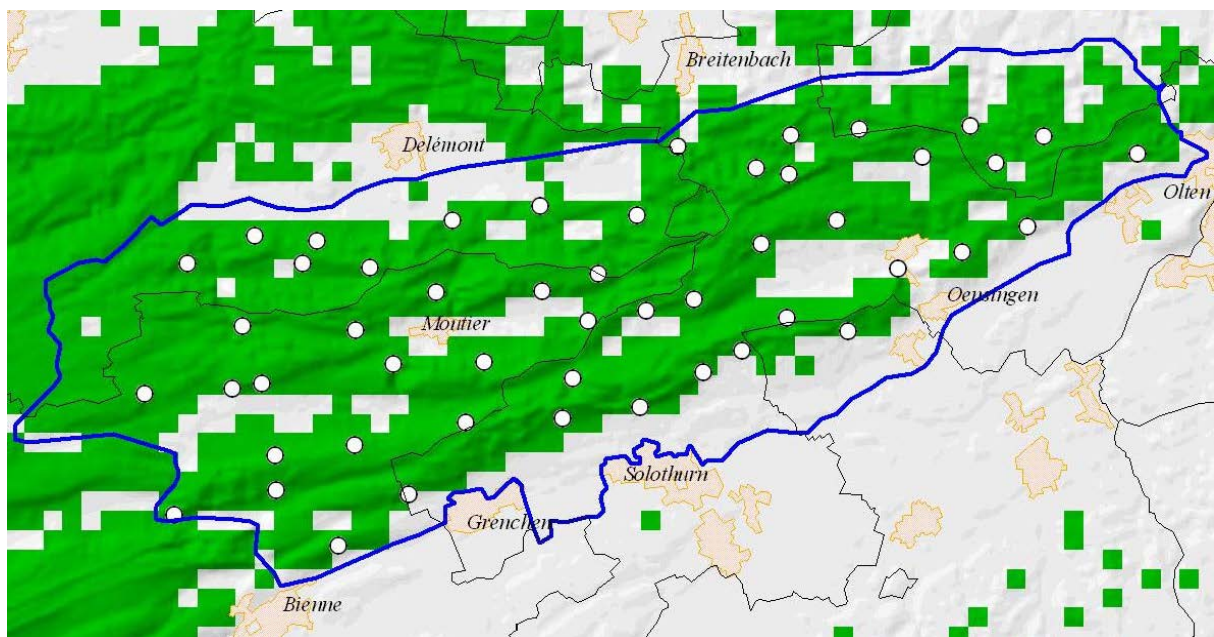 Breitenbach
Delémont
Olten
Oensingen
Moutier
Solothurn
Grenchen
Bienne